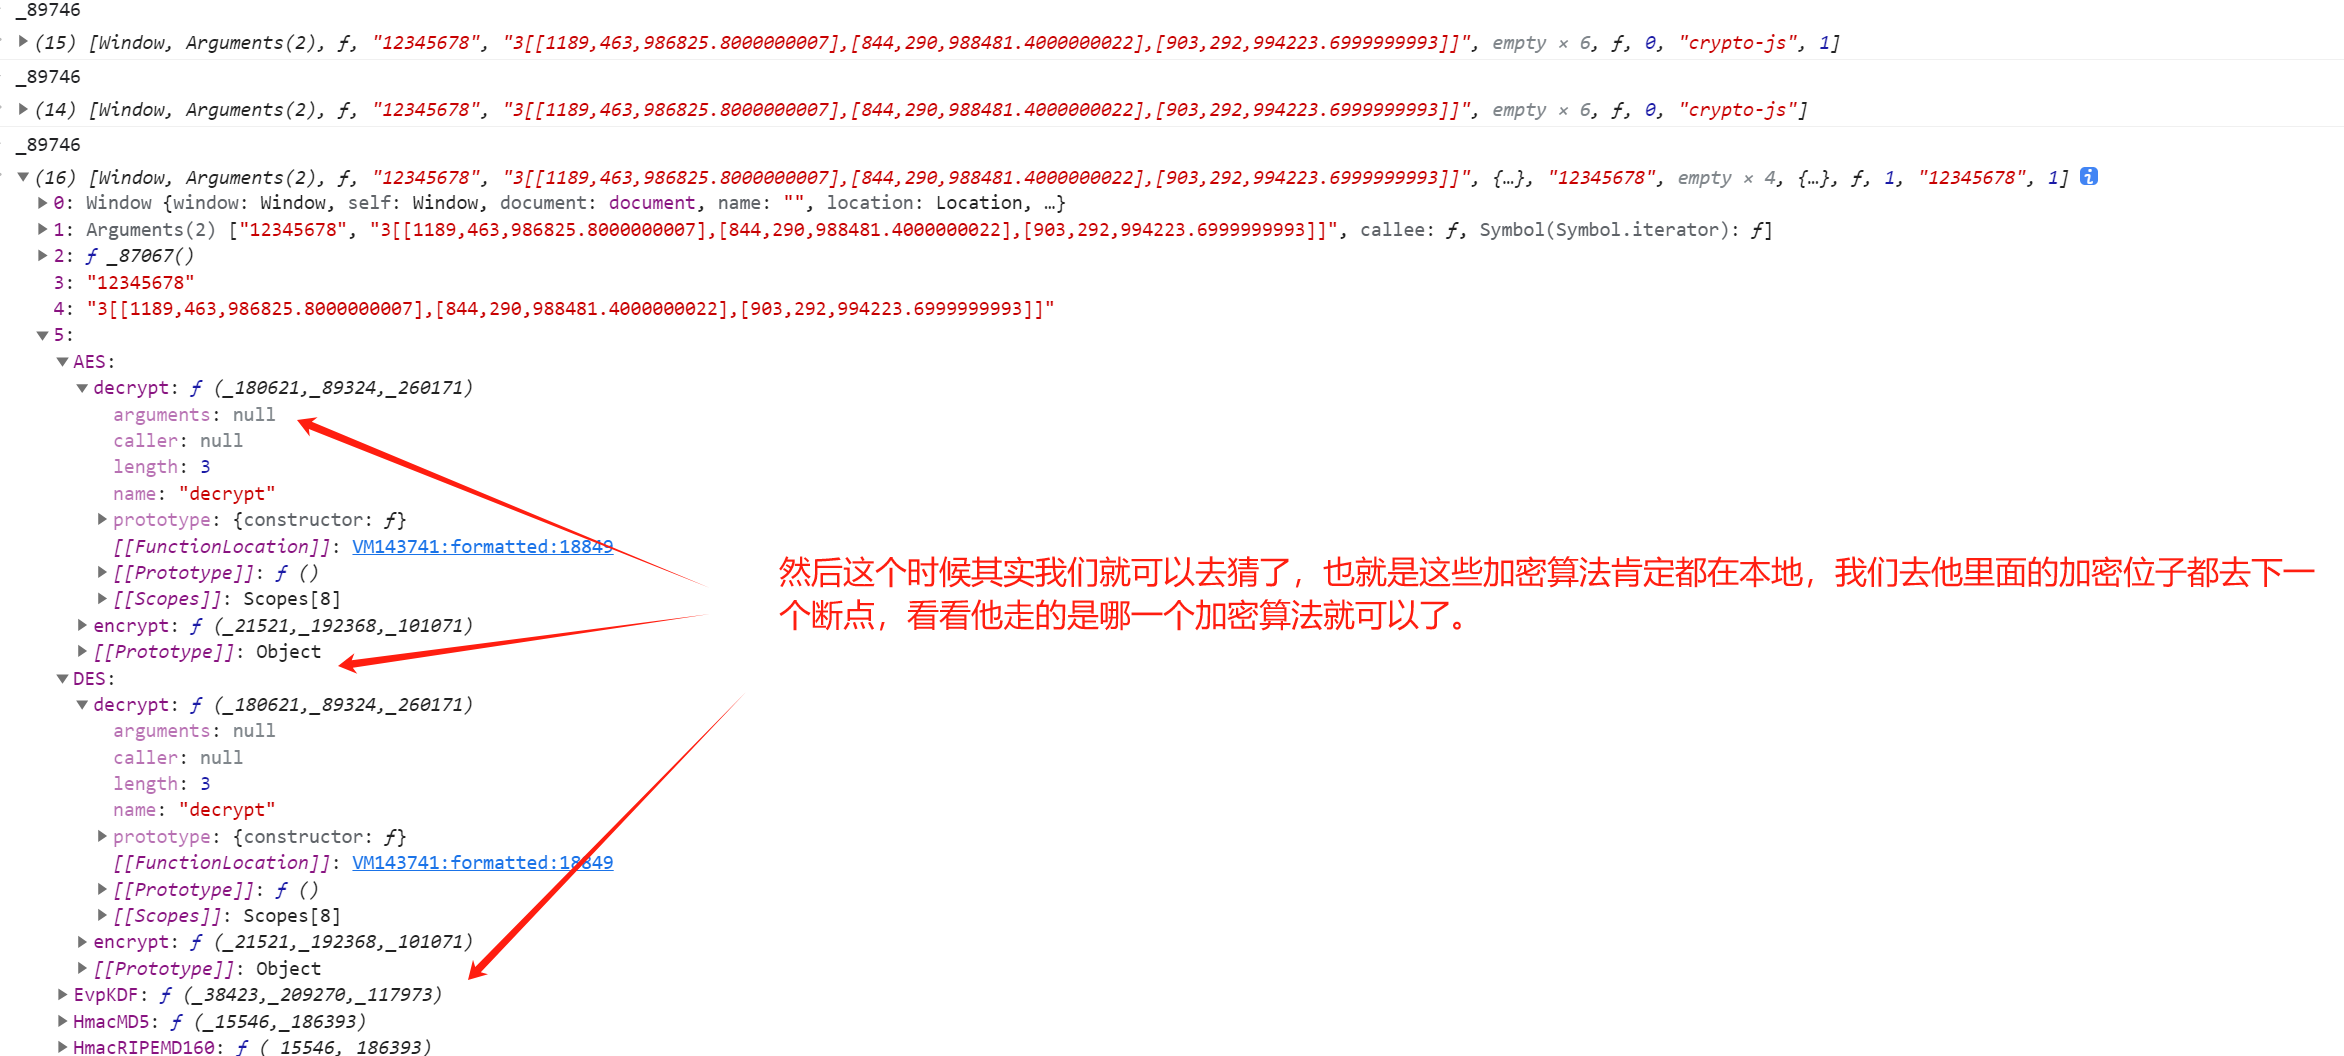 _89746
(15) [Window, Arguments(2), ƒ, "12345678", "3[[1189,463,986825.8000000007],[844,290,988481.4000000022],[903,292,994223.6999999993]]", empty × 6, ƒ, 0, "crypto-js", 1]
_89746
(14) [Window, Arguments(2), ƒ, "12345678", "3[[1189,463,986825.8000000007],[844,290,988481.4000000022],[903,292,994223.6999999993]]", empty × 6, ƒ, 0, "crypto-js"]
_89746
(16) [Window, Arguments(2), ƒ, "12345678", "3[[1189,463,986825.8000000007],[844,290,988481.4000000022],[903,292,994223.6999999993]]", {…}, "12345678", empty × 4, {…}, ƒ, 1, "12345678", 1]
0: Window {window: Window, self: Window, document: document, name: "", location: Location, …}
1: Arguments(2) ["12345678", "3[[1189,463,986825.8000000007],[844,290,988481.4000000022],[903,292,994223.6999999993]]", callee: ƒ, Symbol(Symbol.iterator): ƒ]
2: ƒ _87067()
3: "12345678"
4: "3[[1189,463,986825.8000000007],[844,290,988481.4000000022],[903,292,994223.6999999993]]"
5:
AES:
decrypt: ƒ (_180621,_89324,_260171)
arguments: null
caller: null
length: 3
name: "decrypt"
prototype: {constructor: ƒ}
[[FunctionLocation]]: VM143741:formatted:18849
[[Prototype]]: ƒ ()
[[Scopes]]: Scopes[8]
encrypt: ƒ (_21521,_192368,_101071)
[[Prototype]]: Object
DES:
decrypt: ƒ (_180621,_89324,_260171)
arguments: null
caller: null
length: 3
name: "decrypt"
prototype: {constructor: ƒ}
[[FunctionLocation]]: VM143741:formatted:18849
[[Prototype]]: ƒ ()
[[Scopes]]: Scopes[8]
encrypt: ƒ (_21521,_192368,_101071)
[[Prototype]]: Object
EvpKDF: ƒ (_38423,_209270,_117973)
HmacMD5: ƒ (_15546,_186393)
HmacRIPEMD160: ƒ (_15546,_186393)
然后这个时候其实我们就可以去猜了，也就是这些加密算法肯定都在本地，我们去他里面的加密位子都去下一
个断点，看看他走的是哪一个加密算法就可以了。